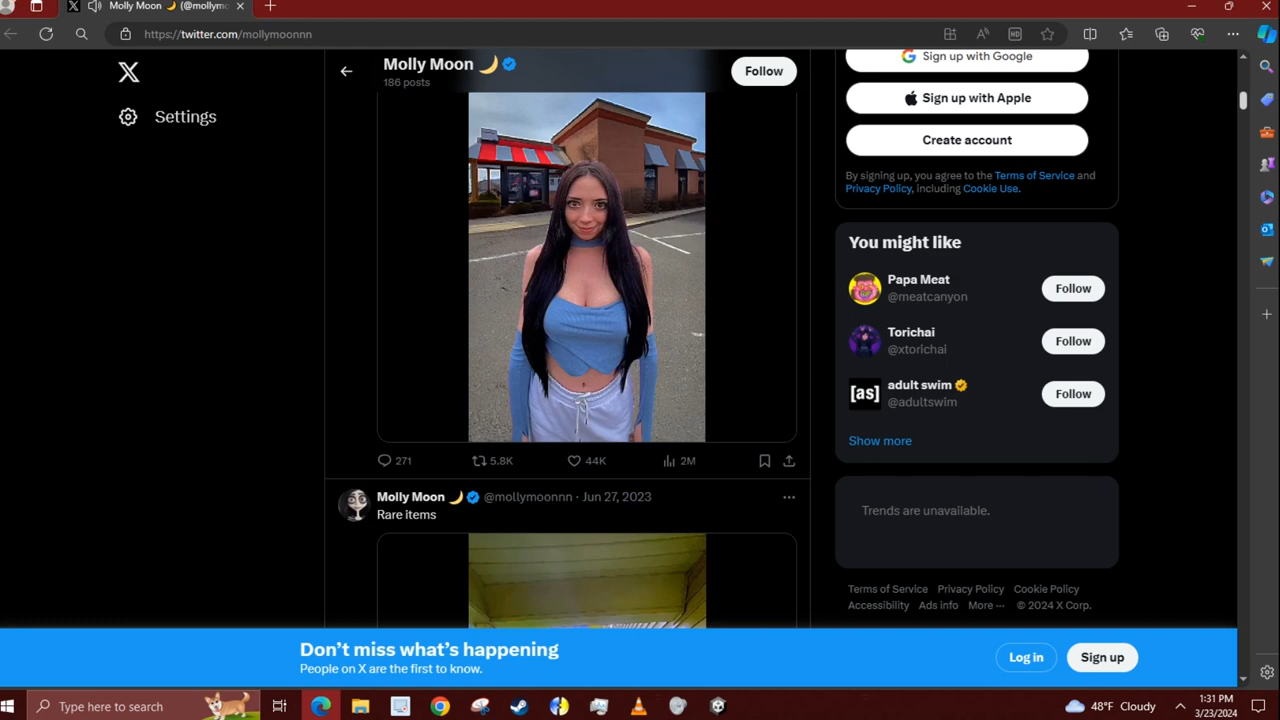 Molly Moon 🌙 (@mollymo
https://twitter.com/mollymoonnn
Settings
Molly Moon 🌙
186 posts
Follow
271
5.8K
44K
2M
Molly Moon 🌙 @mollymoonnn · Jun 27, 2023
Rare items
Sign up with Google
Sign up with Apple
Create account
By signing up, you agree to the Terms of Service and
Privacy Policy, including Cookie Use.
You might like
Papa Meat
@meatcanyon
Follow
Torichai
@xtorichai
Follow
[as]
adult swim
@adultswim
Follow
Show more
Trends are unavailable.
Terms of Service Privacy Policy Cookie Policy
Accessibility Ads info More ··· © 2024 X Corp.
Don’t miss what’s happening
People on X are the first to know.
Log in
Sign up
Type here to search
48°F Cloudy
1:31 PM
3/23/2024